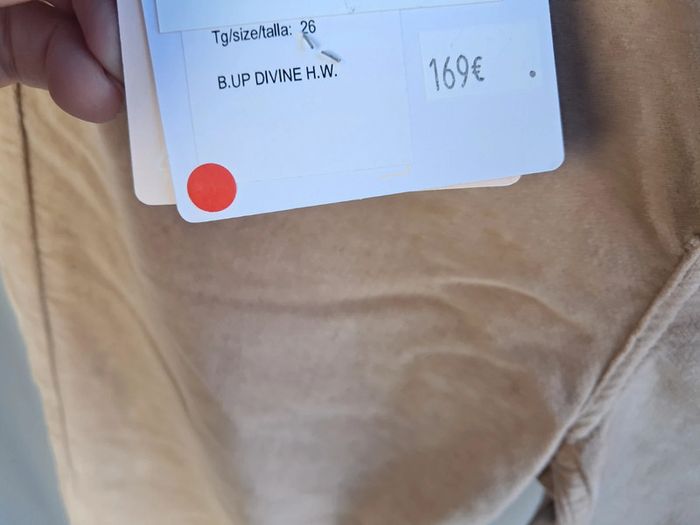 Tg/size/talla: 26
B.UP DIVINE H.W.
169€